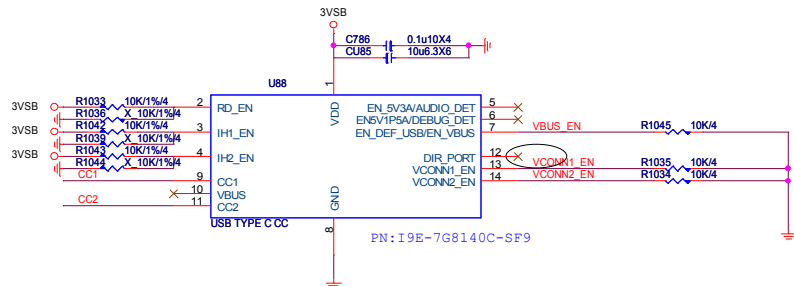 3VSB
C786 0.1u10X4
CU85 10u6.3X6
U88
1
VDD
3VSB R1033 10K/1%/4 2 RD_EN
R1036 X_10K/1%/4
3VSB R1042 10K/1%/4 3 IH1_EN
R1039 X_10K/1%/4
3VSB R1043 10K/1%/4 4 IH2_EN
R1044 X_10K/1%/4
CC1 9 CC1
10 VBUS
CC2 11 CC2
EN_5V3A/AUDIO_DET 5
EN5V1P5A/DEBUG_DET 6
EN_DEF_USB/EN_VBUS 7 VBUS_EN R1045 10K/4
DIR_PORT 12
VCONN1_EN 13 VCONN1_EN R1035 10K/4
VCONN2_EN 14 VCONN2_EN R1034 10K/4
GND
8
USB TYPE C CC
PN:I9E-7G8140C-SF9